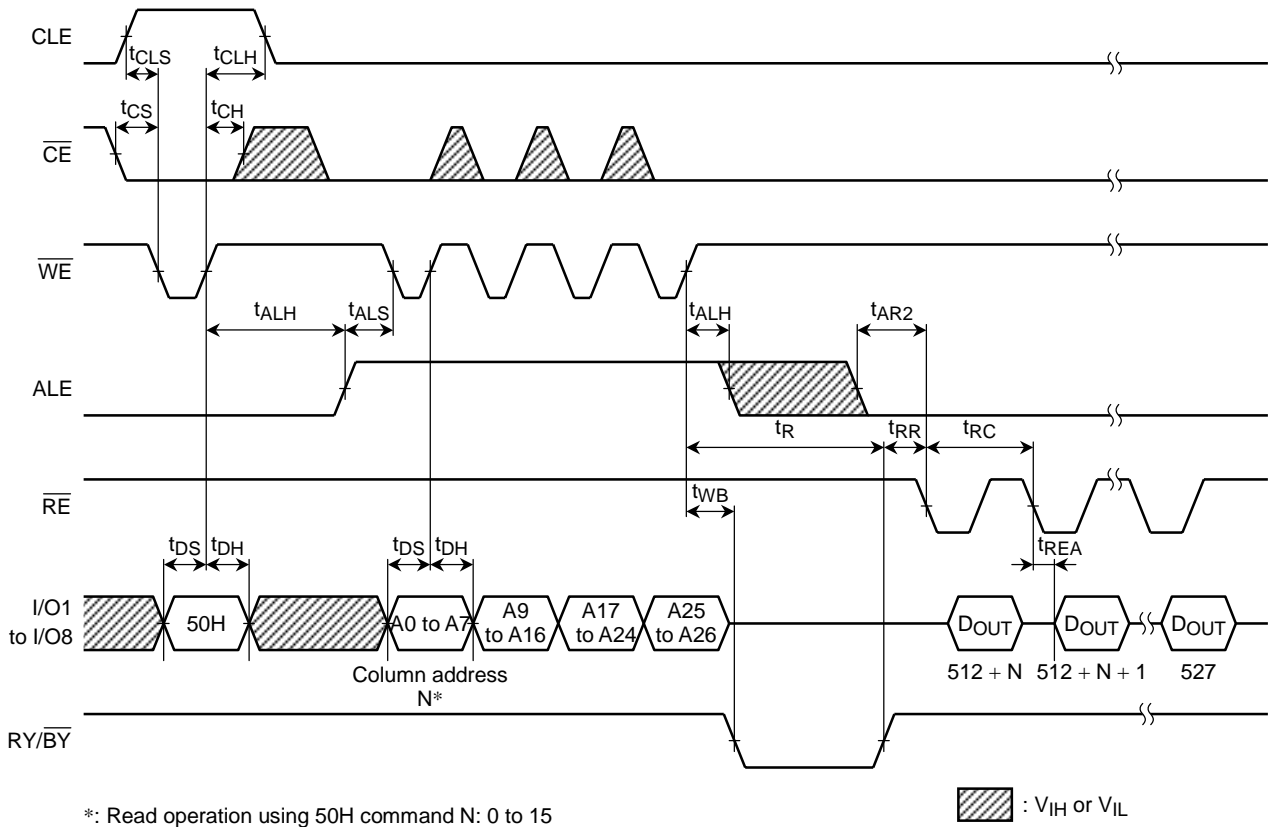 CLE
tCLS
tCLH
tCS
tCH
CE
WE
tALH
tALS
tALH
tAR2
ALE
tR
tRR
tRC
RE
tWB
tDS
tDH
tDS
tDH
tREA
I/O1
to I/O8
50H
A0 to A7
A9
to A16
A17
to A24
A25
to A26
DOUT
DOUT
DOUT
Column address
N*
512 + N
512 + N + 1
527
RY/BY
*: Read operation using 50H command N: 0 to 15
: VIH or VIL